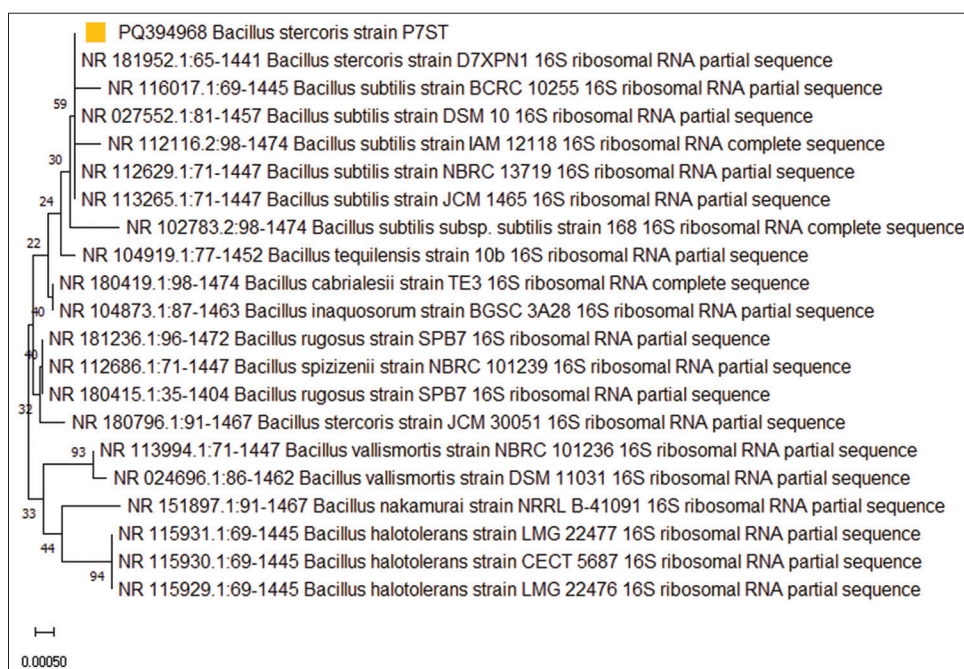 PQ394968 Bacillus stercoris strain P7ST
NR 181952.1:65-1441 Bacillus stercoris strain D7XPN1 16S ribosomal RNA partial sequence
59
NR 116017.1:69-1445 Bacillus subtilis strain BCRC 10255 16S ribosomal RNA partial sequence
NR 027552.1:81-1457 Bacillus subtilis strain DSM 10 16S ribosomal RNA partial sequence
NR 112116.2:98-1474 Bacillus subtilis strain IAM 12118 16S ribosomal RNA complete sequence
30
NR 112629.1:71-1447 Bacillus subtilis strain NBRC 13719 16S ribosomal RNA partial sequence
24
NR 113265.1:71-1447 Bacillus subtilis strain JCM 1465 16S ribosomal RNA partial sequence
NR 102783.2:98-1474 Bacillus subtilis subsp. subtilis strain 168 16S ribosomal RNA complete sequence
22
NR 104919.1:77-1452 Bacillus tequilensis strain 10b 16S ribosomal RNA partial sequence
NR 180419.1:98-1474 Bacillus cabrialesii strain TE3 16S ribosomal RNA complete sequence
40
NR 104873.1:87-1463 Bacillus inaquosorum strain BGSC 3A28 16S ribosomal RNA partial sequence
NR 181236.1:96-1472 Bacillus rugosus strain SPB7 16S ribosomal RNA partial sequence
40
NR 112686.1:71-1447 Bacillus spizizenii strain NBRC 101239 16S ribosomal RNA partial sequence
NR 180415.1:35-1404 Bacillus rugosus strain SPB7 16S ribosomal RNA partial sequence
32
NR 180796.1:91-1467 Bacillus stercoris strain JCM 30051 16S ribosomal RNA partial sequence
93
NR 113994.1:71-1447 Bacillus vallismortis strain NBRC 101236 16S ribosomal RNA partial sequence
NR 024696.1:86-1462 Bacillus vallismortis strain DSM 11031 16S ribosomal RNA partial sequence
NR 151897.1:91-1467 Bacillus nakamurai strain NRRL B-41091 16S ribosomal RNA partial sequence
33
NR 115931.1:69-1445 Bacillus halotolerans strain LMG 22477 16S ribosomal RNA partial sequence
44
NR 115930.1:69-1445 Bacillus halotolerans strain CECT 5687 16S ribosomal RNA partial sequence
94
NR 115929.1:69-1445 Bacillus halotolerans strain LMG 22476 16S ribosomal RNA partial sequence
0.00050